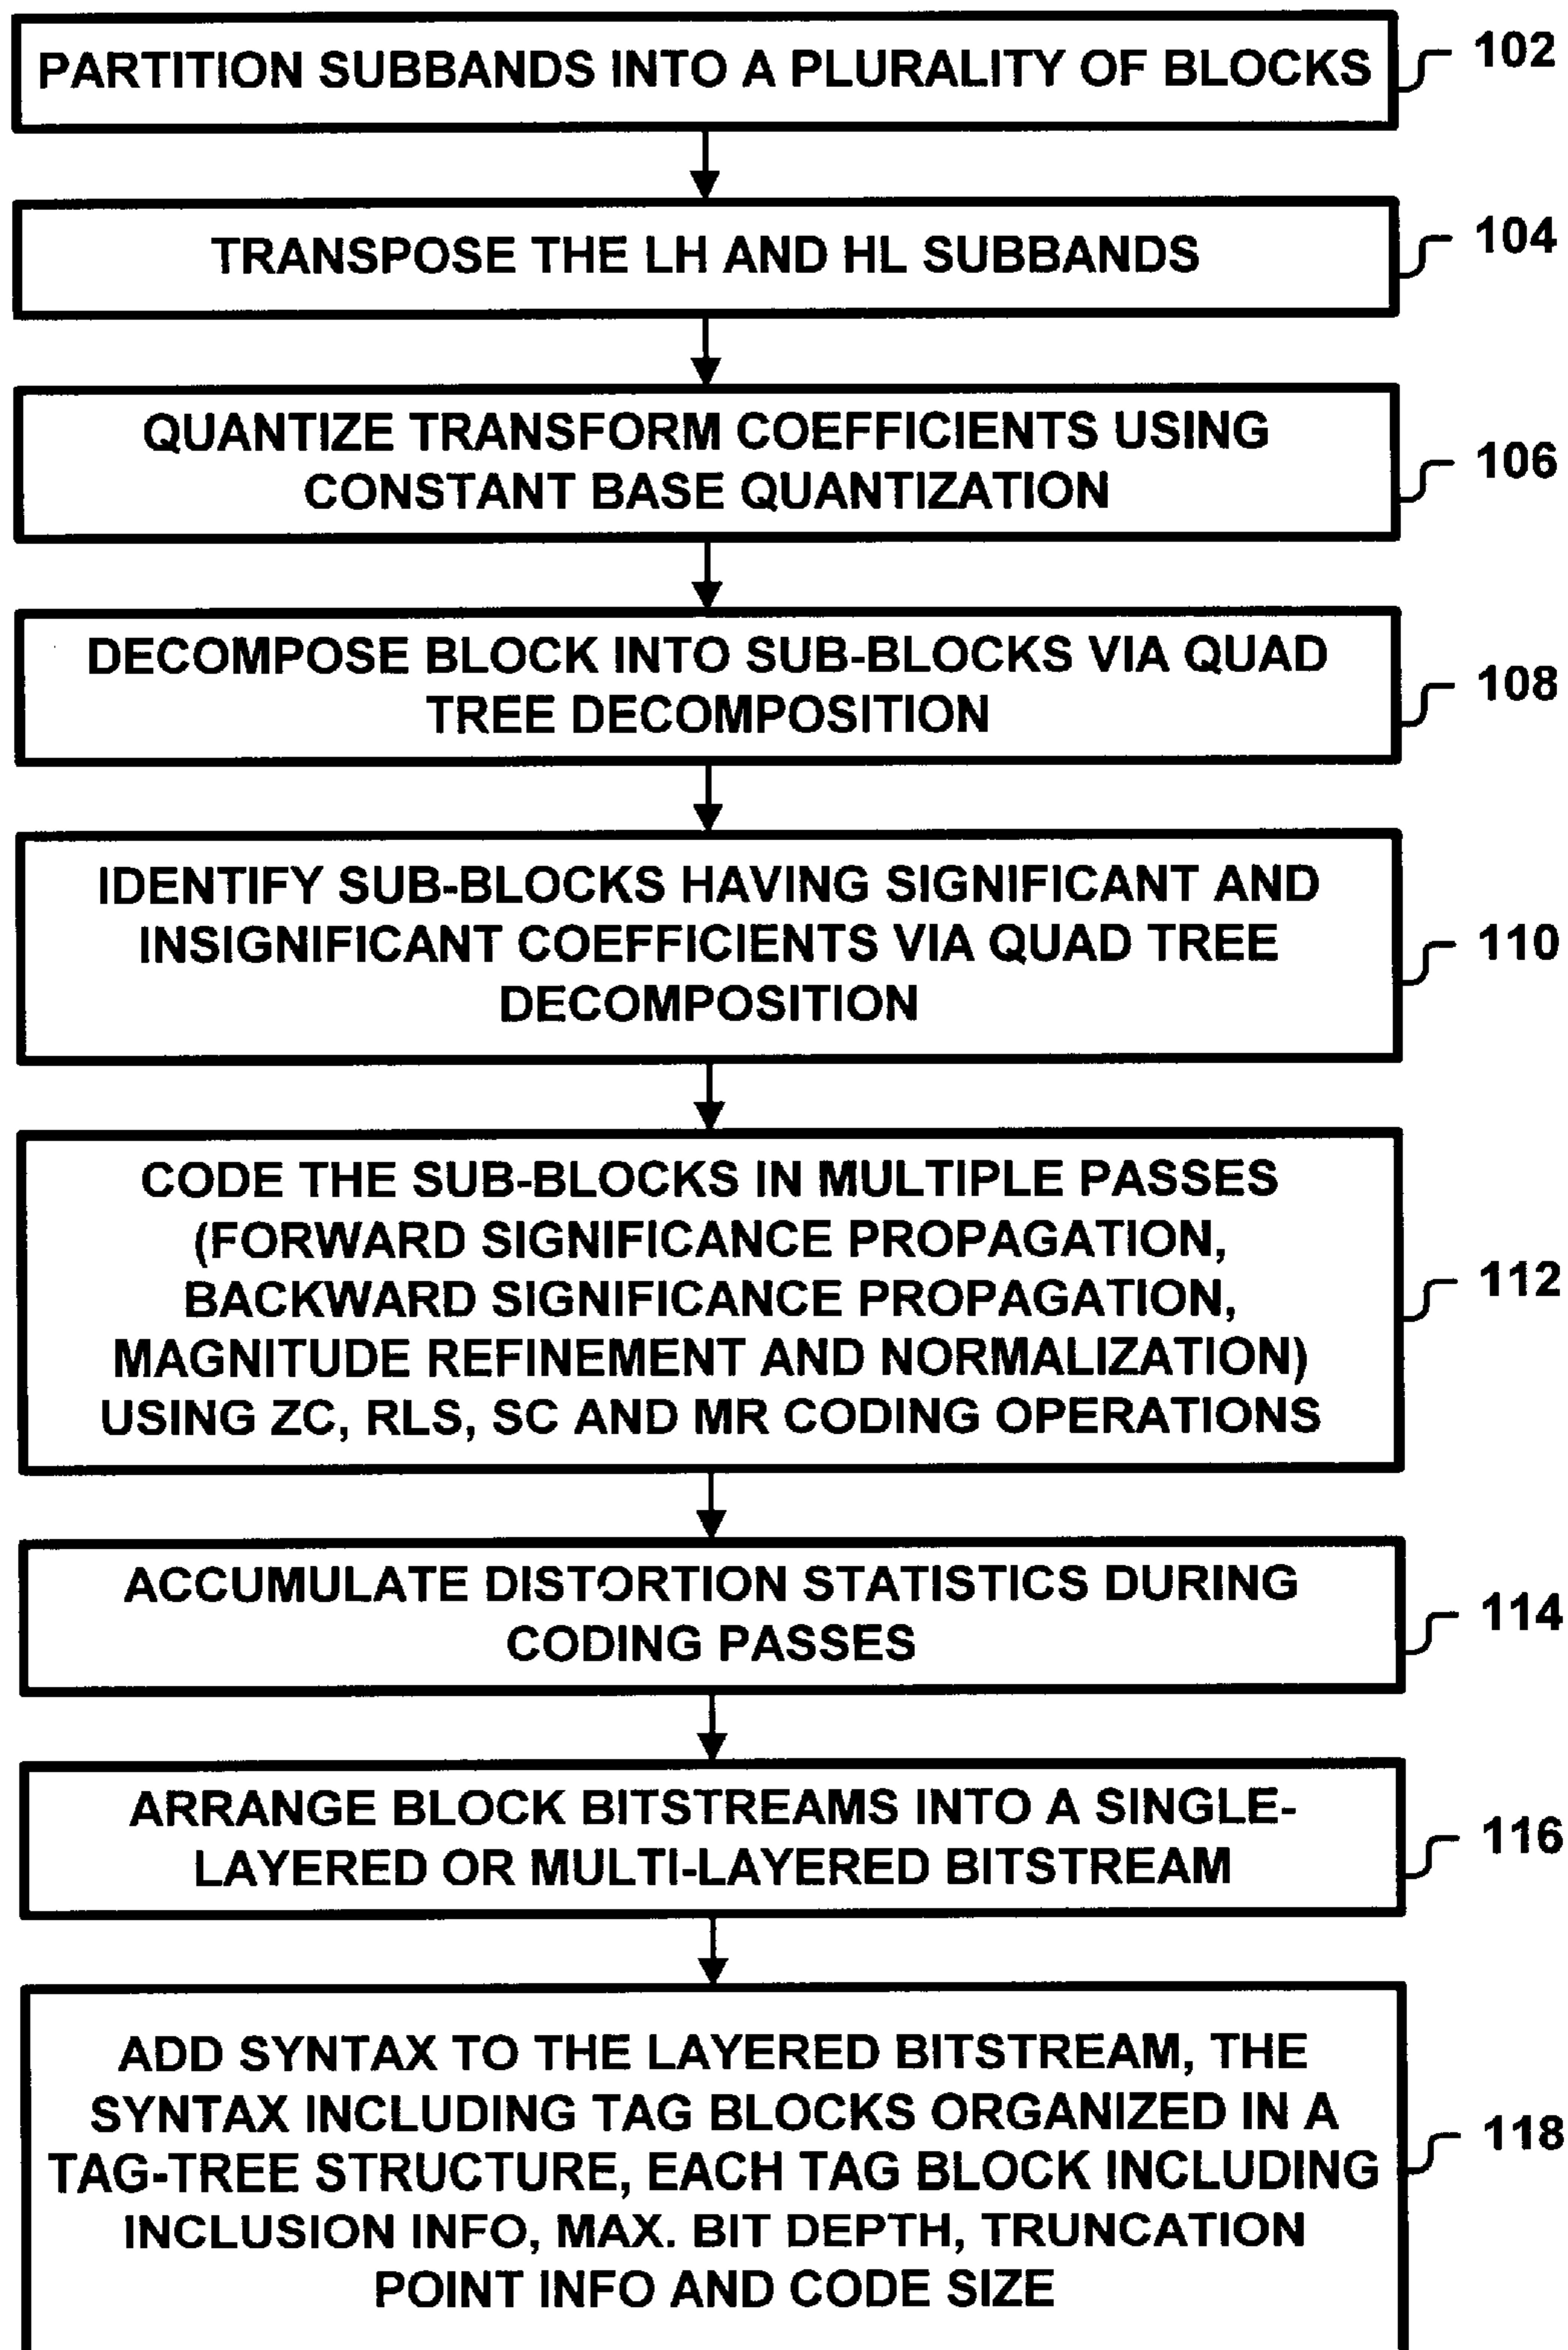 PARTITION SUBBANDS INTO A PLURALITY OF BLOCKS
102
TRANSPOSE THE LH AND HL SUBBANDS
104
QUANTIZE TRANSFORM COEFFICIENTS USING
CONSTANT BASE QUANTIZATION
106
DECOMPOSE BLOCK INTO SUB-BLOCKS VIA QUAD
TREE DECOMPOSITION
108
IDENTIFY SUB-BLOCKS HAVING SIGNIFICANT AND
INSIGNIFICANT COEFFICIENTS VIA QUAD TREE
DECOMPOSITION
110
CODE THE SUB-BLOCKS IN MULTIPLE PASSES
(FORWARD SIGNIFICANCE PROPAGATION,
BACKWARD SIGNIFICANCE PROPAGATION,
MAGNITUDE REFINEMENT AND NORMALIZATION)
USING ZC, RLS, SC AND MR CODING OPERATIONS
112
ACCUMULATE DISTORTION STATISTICS DURING
CODING PASSES
114
ARRANGE BLOCK BITSTREAMS INTO A SINGLE-
LAYERED OR MULTI-LAYERED BITSTREAM
116
ADD SYNTAX TO THE LAYERED BITSTREAM, THE
SYNTAX INCLUDING TAG BLOCKS ORGANIZED IN A
TAG-TREE STRUCTURE, EACH TAG BLOCK INCLUDING
INCLUSION INFO, MAX. BIT DEPTH, TRUNCATION
POINT INFO AND CODE SIZE
118